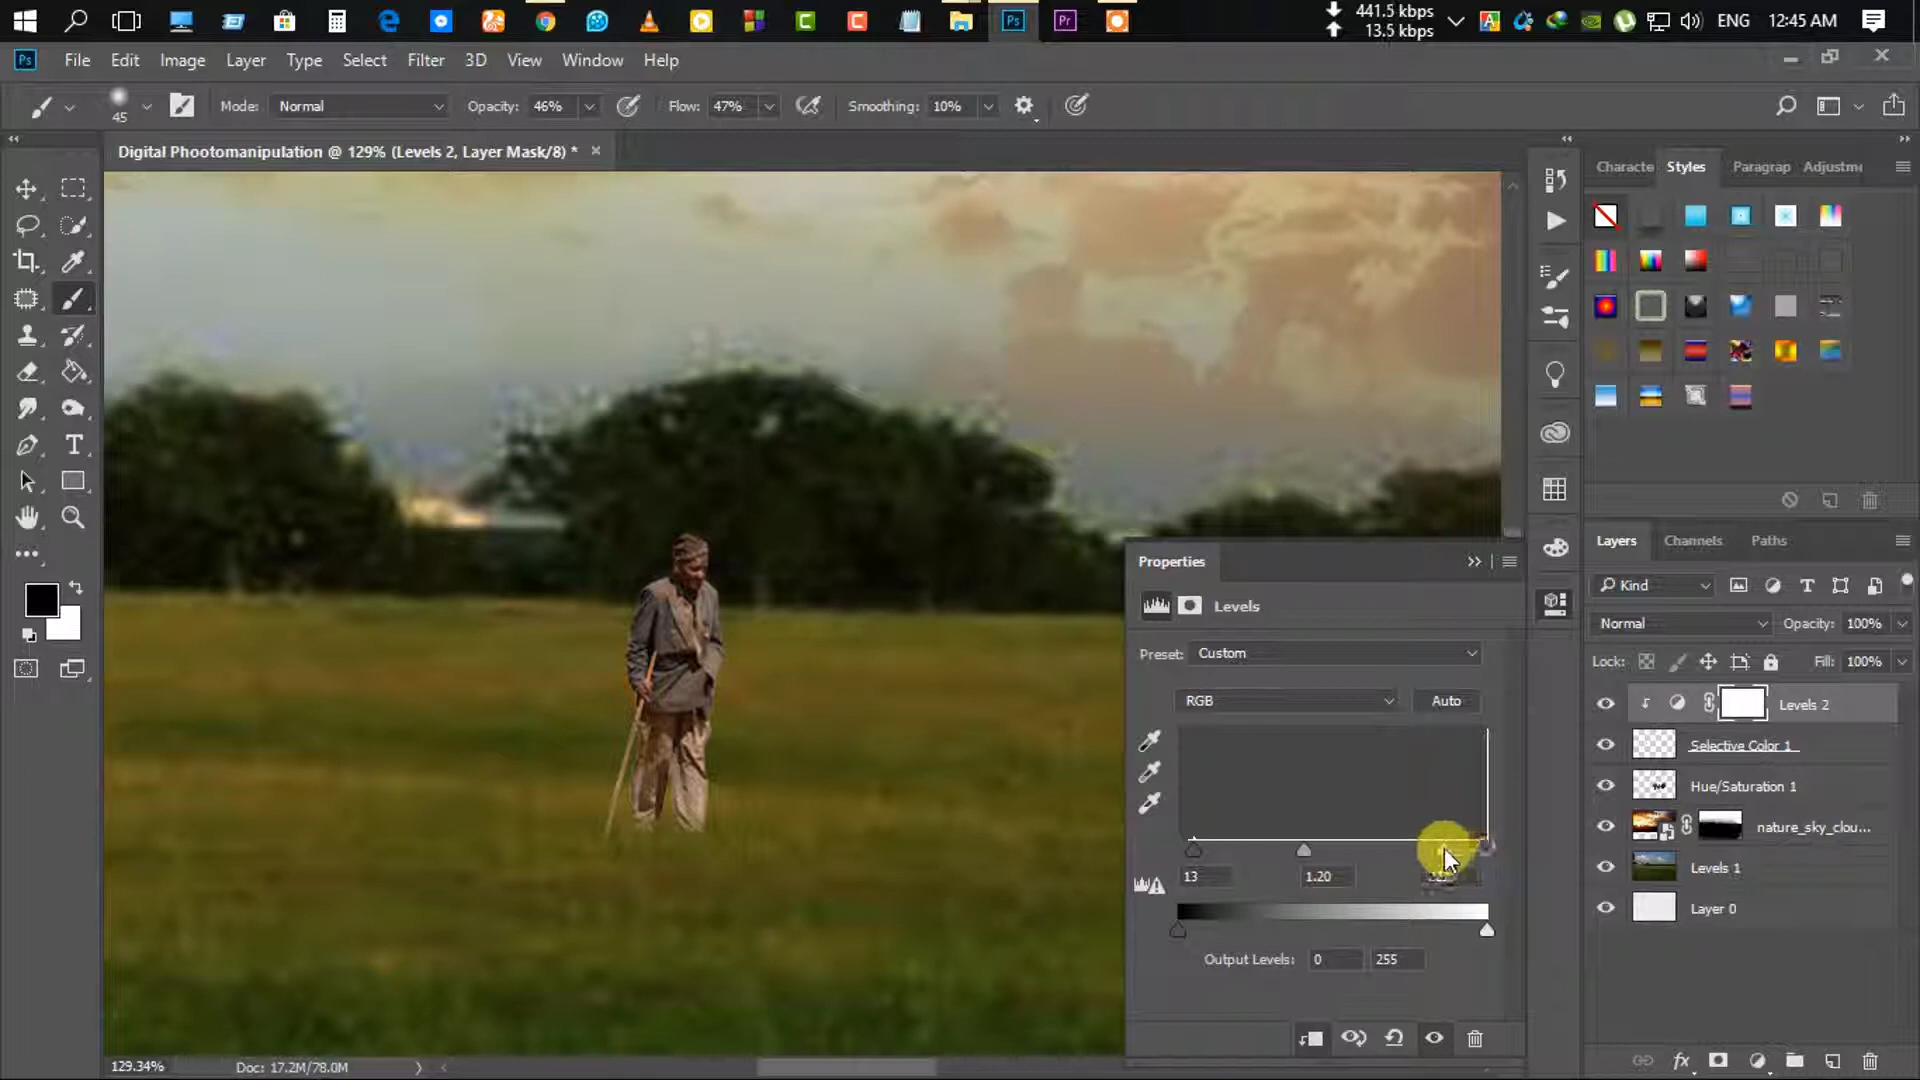 441.5 kbps
13.5 kbps
ENG
12:45 AM
Ps
Pr
Ps
File Edit Image Layer Type Select Filter 3D View Window Help
45
Mode: Normal
Opacity: 46%
Flow: 47%
Smoothing: 10%
Digital Phootomanipulation @ 129% (Levels 2, Layer Mask/8) *
Characte Styles Paragrap Adjustme
Properties
Levels
Preset: Custom
RGB
Auto
13
1.20
Output Levels: 0 255
Layers Channels Paths
Kind
Normal
Opacity: 100%
Lock:
Fill: 100%
Levels 2
Selective Color 1
Hue/Saturation 1
nature_sky_clou...
Levels 1
Layer 0
129.34%
Doc: 17.2M/78.0M
fx